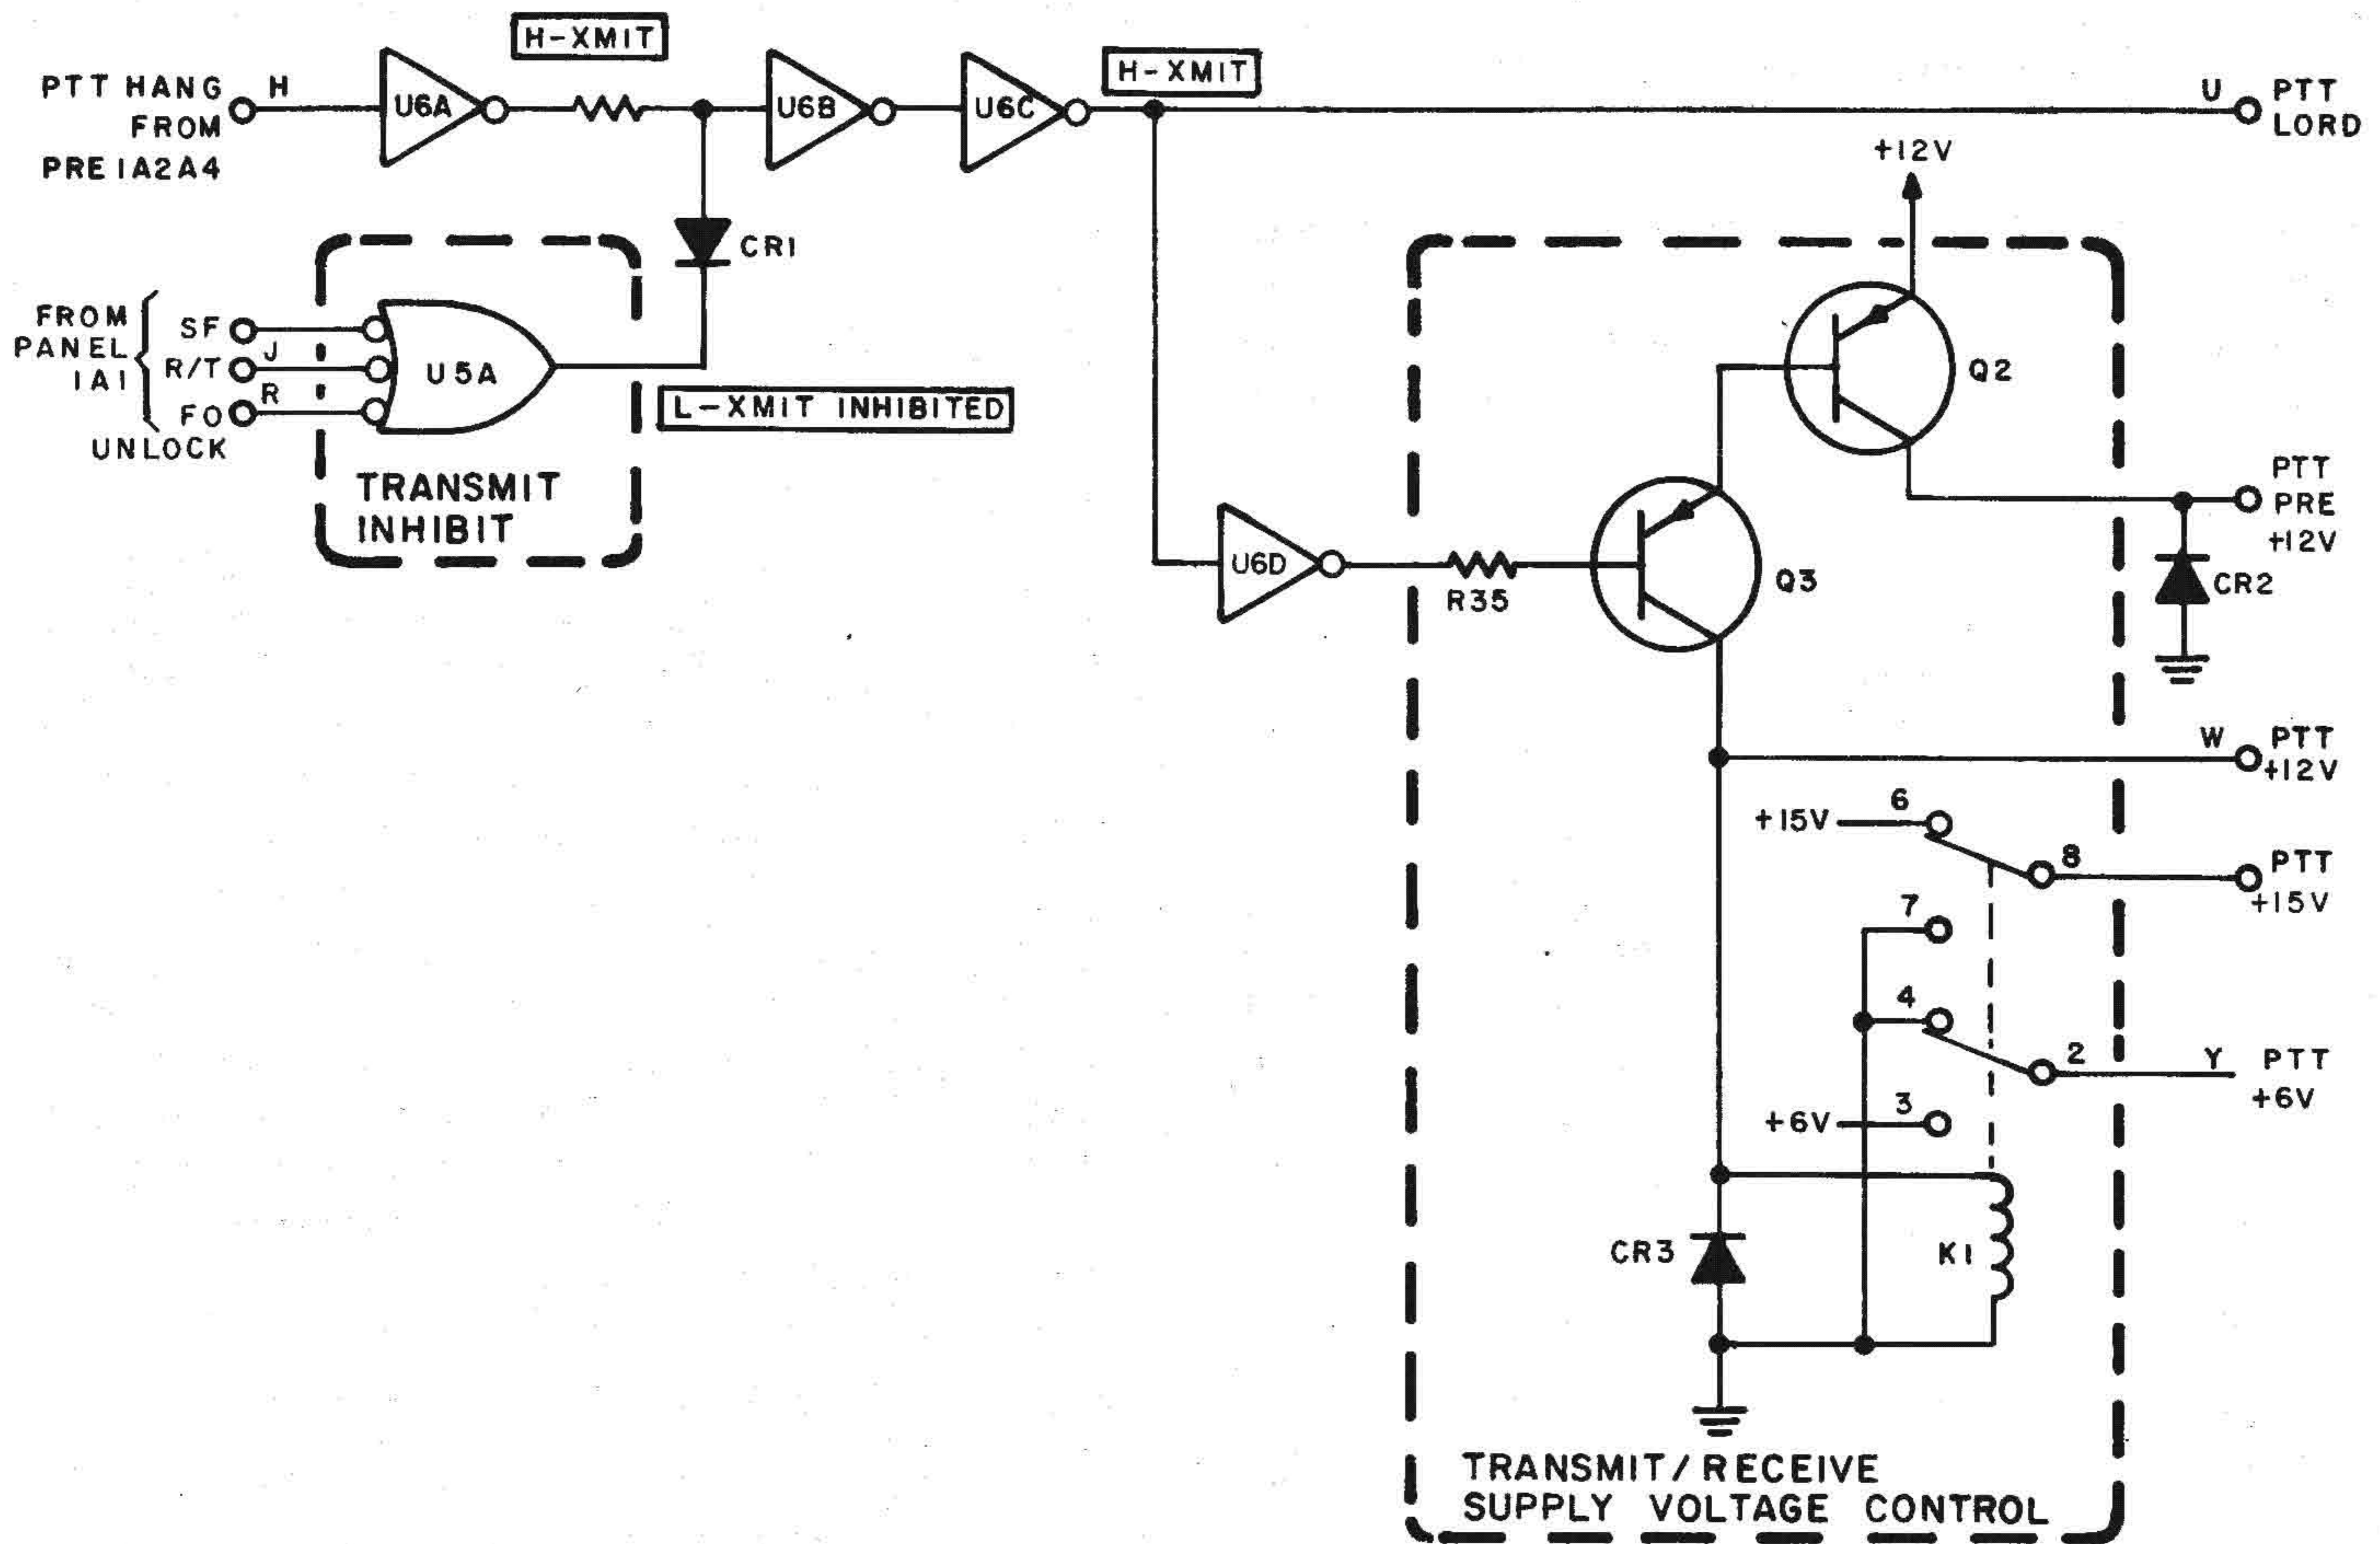 H-XMIT
H-XMIT
PTT HANG
FROM
PRE 1A2A4
H
U6A
U6B
U6C
U
PTT
LORD
+12V
CR1
FROM
PANEL
1A1
SF
J
R/T
R
FO
UNLOCK
U5A
L-XMIT INHIBITED
TRANSMIT
INHIBIT
Q2
PTT
PRE
+12V
U6D
R35
Q3
CR2
W
PTT
+12V
+15V
6
8
PTT
+15V
7
4
2
Y
PTT
+6V
+6V
3
CR3
K1
TRANSMIT/RECEIVE
SUPPLY VOLTAGE CONTROL